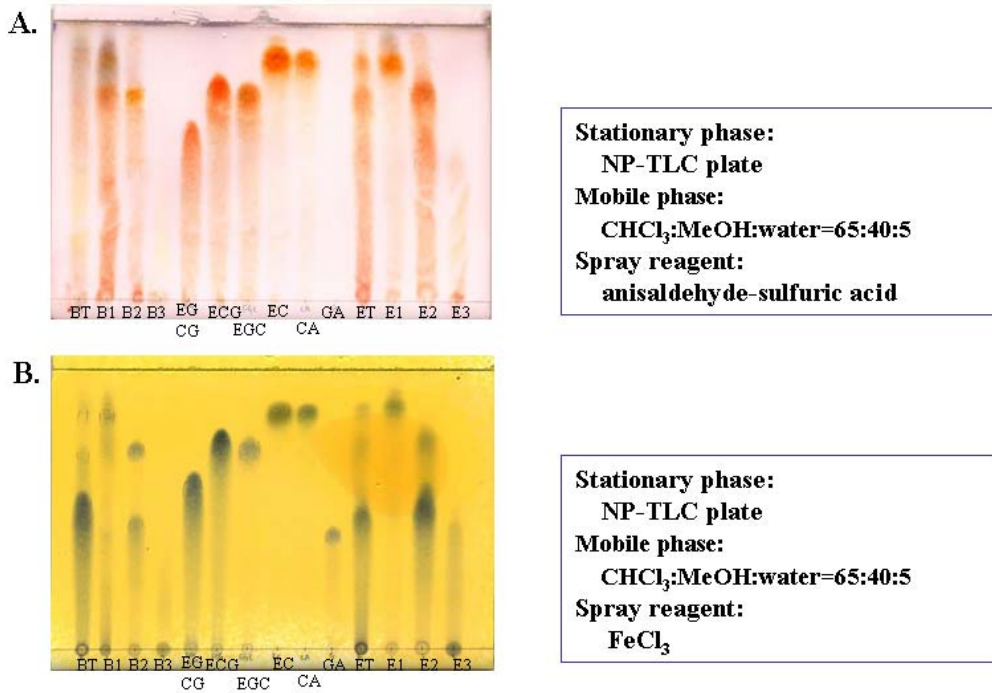 A.
BT B1 B2 B3 EG ECG EC GA ET E1 E2 E3
CG EGC CA
Stationary phase:
NP-TLC plate
Mobile phase:
CHCl₃:MeOH:water=65:40:5
Spray reagent:
anisaldehyde-sulfuric acid
B.
BT B1 B2 B3 EG ECG EC GA ET E1 E2 E3
CG EGC CA
Stationary phase:
NP-TLC plate
Mobile phase:
CHCl₃:MeOH:water=65:40:5
Spray reagent:
FeCl₃